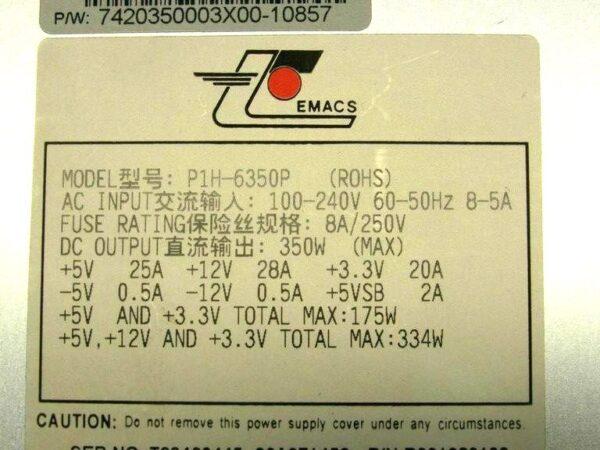 P/W: 7420350003X00-10857
EMACS
MODEL型号: P1H-6350P (ROHS)
AC INPUT交流输入: 100-240V 60-50Hz 8-5A
FUSE RATING保险丝规格: 8A/250V
DC OUTPUT直流输出: 350W (MAX)
+5V 25A +12V 28A +3.3V 20A
-5V 0.5A -12V 0.5A +5VSB 2A
+5V AND +3.3V TOTAL MAX:175W
+5V,+12V AND +3.3V TOTAL MAX:334W
CAUTION: Do not remove this power supply cover under any circumstances.